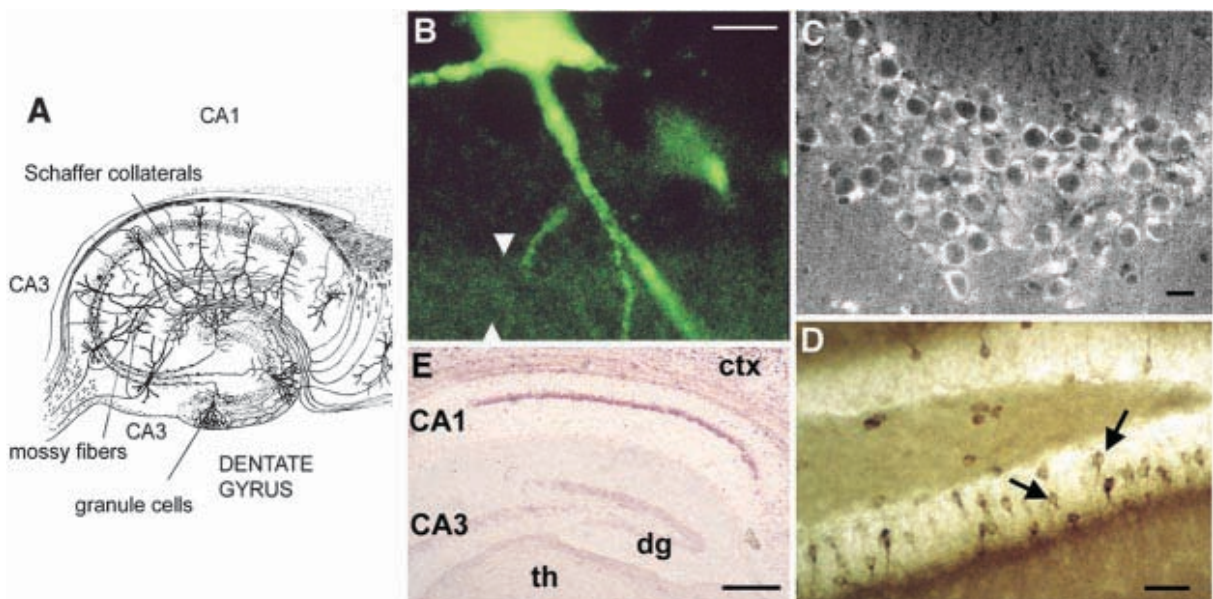 A
CA1
Schaffer collaterals
CA3
CA3
mossy fibers
granule cells
DENTATE
GYRUS
B
C
E
ctx
CA1
CA3
dg
th
D